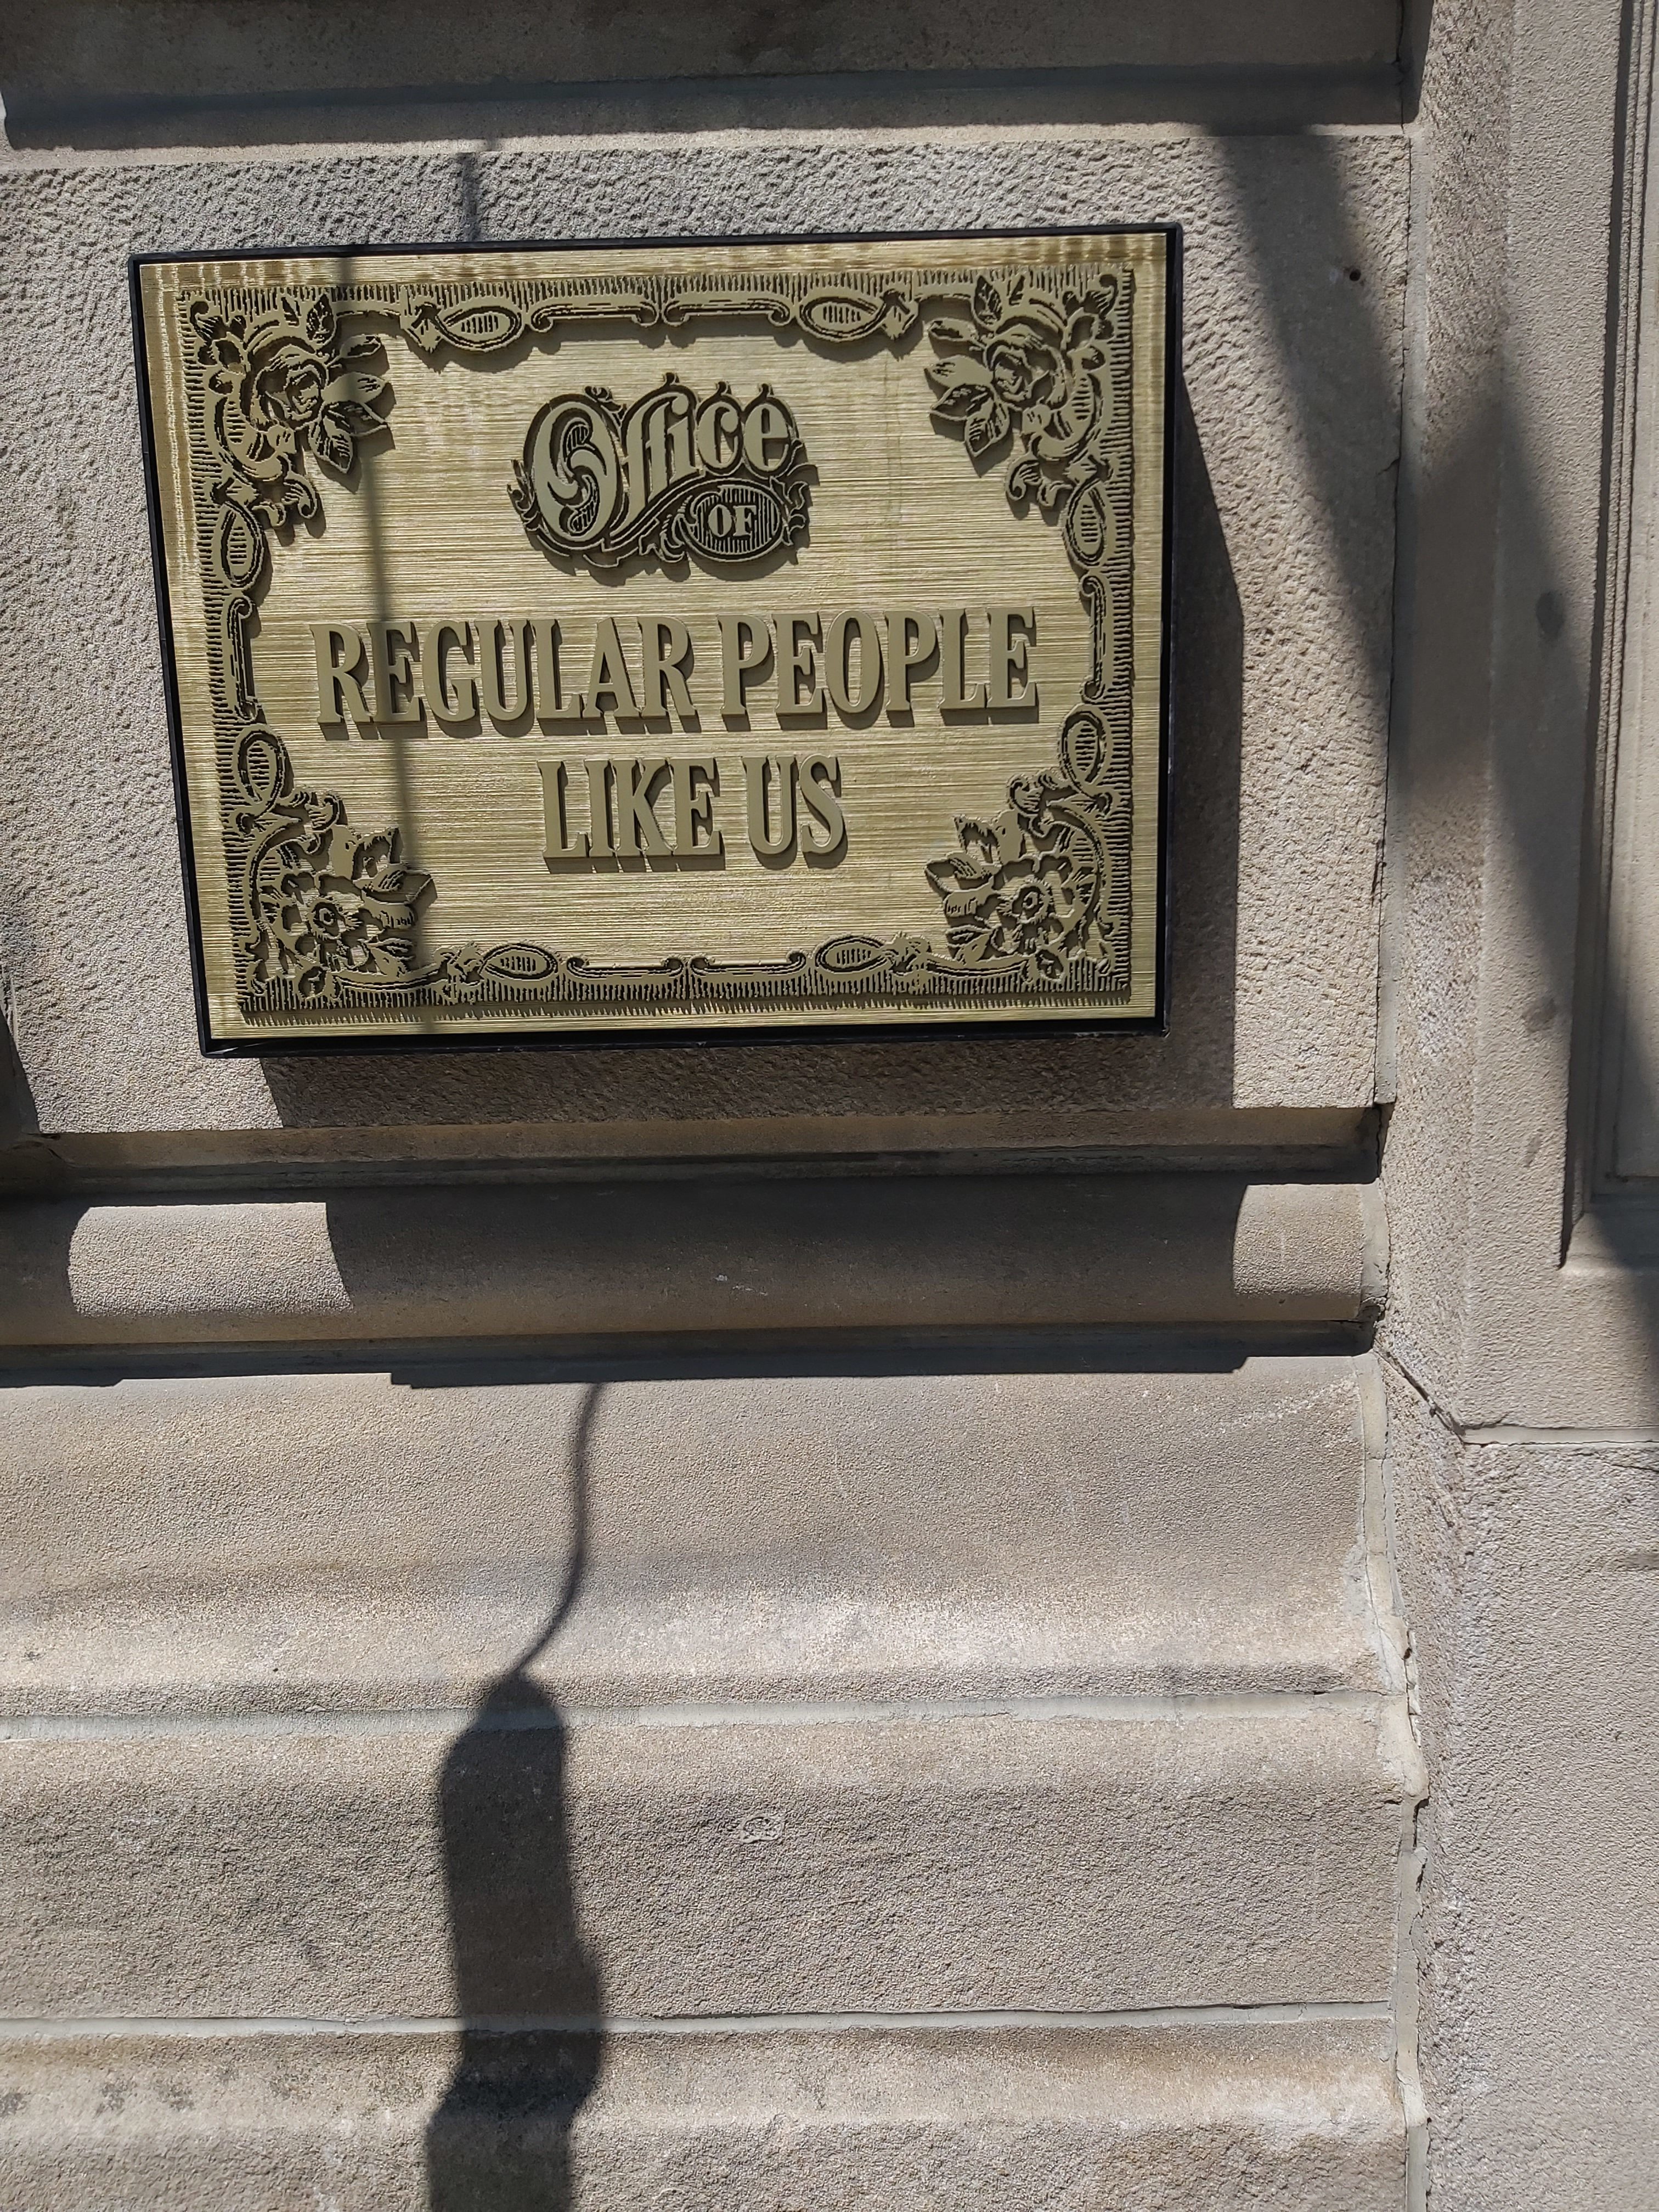 Office
OF
REGULAR PEOPLE
LIKE US